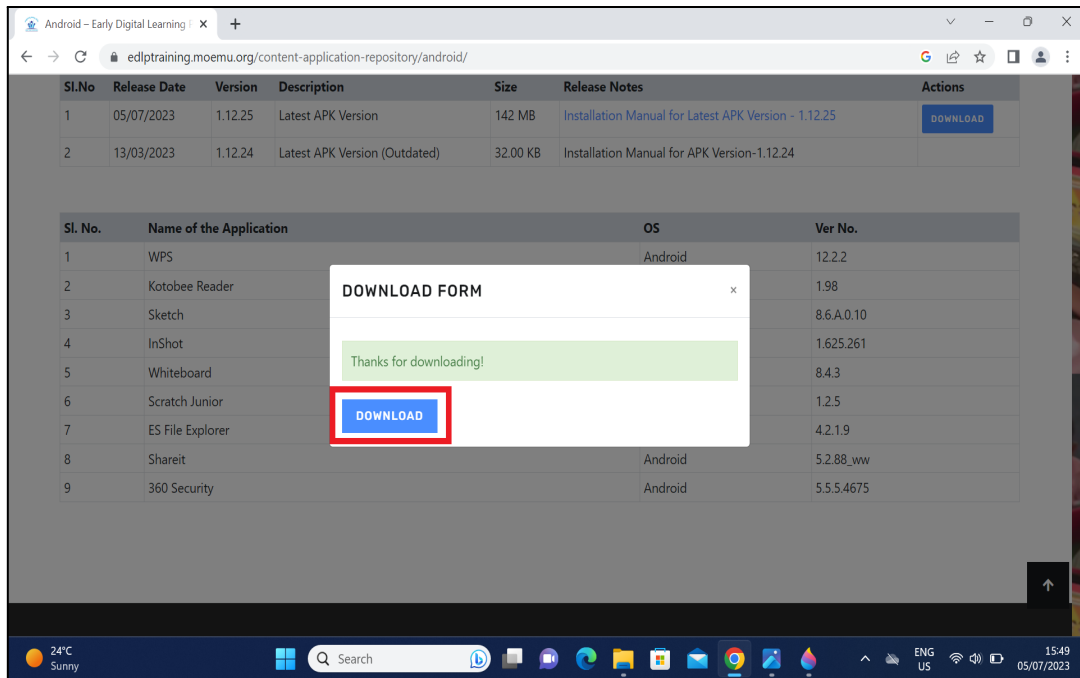 Android – Early Digital Learning
edlptraining.moemu.org/content-application-repository/android/
Sl.No Release Date Version Description Size Release Notes Actions
1 05/07/2023 1.12.25 Latest APK Version 142 MB Installation Manual for Latest APK Version - 1.12.25 DOWNLOAD
2 13/03/2023 1.12.24 Latest APK Version (Outdated) 32.00 KB Installation Manual for APK Version-1.12.24
Sl. No. Name of the Application OS Ver No.
1 WPS Android 12.2.2
2 Kotobee Reader 1.98
3 Sketch 8.6.A.0.10
4 InShot 1.625.261
5 Whiteboard 8.4.3
6 Scratch Junior 1.2.5
7 ES File Explorer 4.2.1.9
8 Shareit Android 5.2.88_ww
9 360 Security Android 5.5.5.4675
DOWNLOAD FORM ×
Thanks for downloading!
DOWNLOAD
24°C
Sunny
Search
ENG
US
15:49
05/07/2023